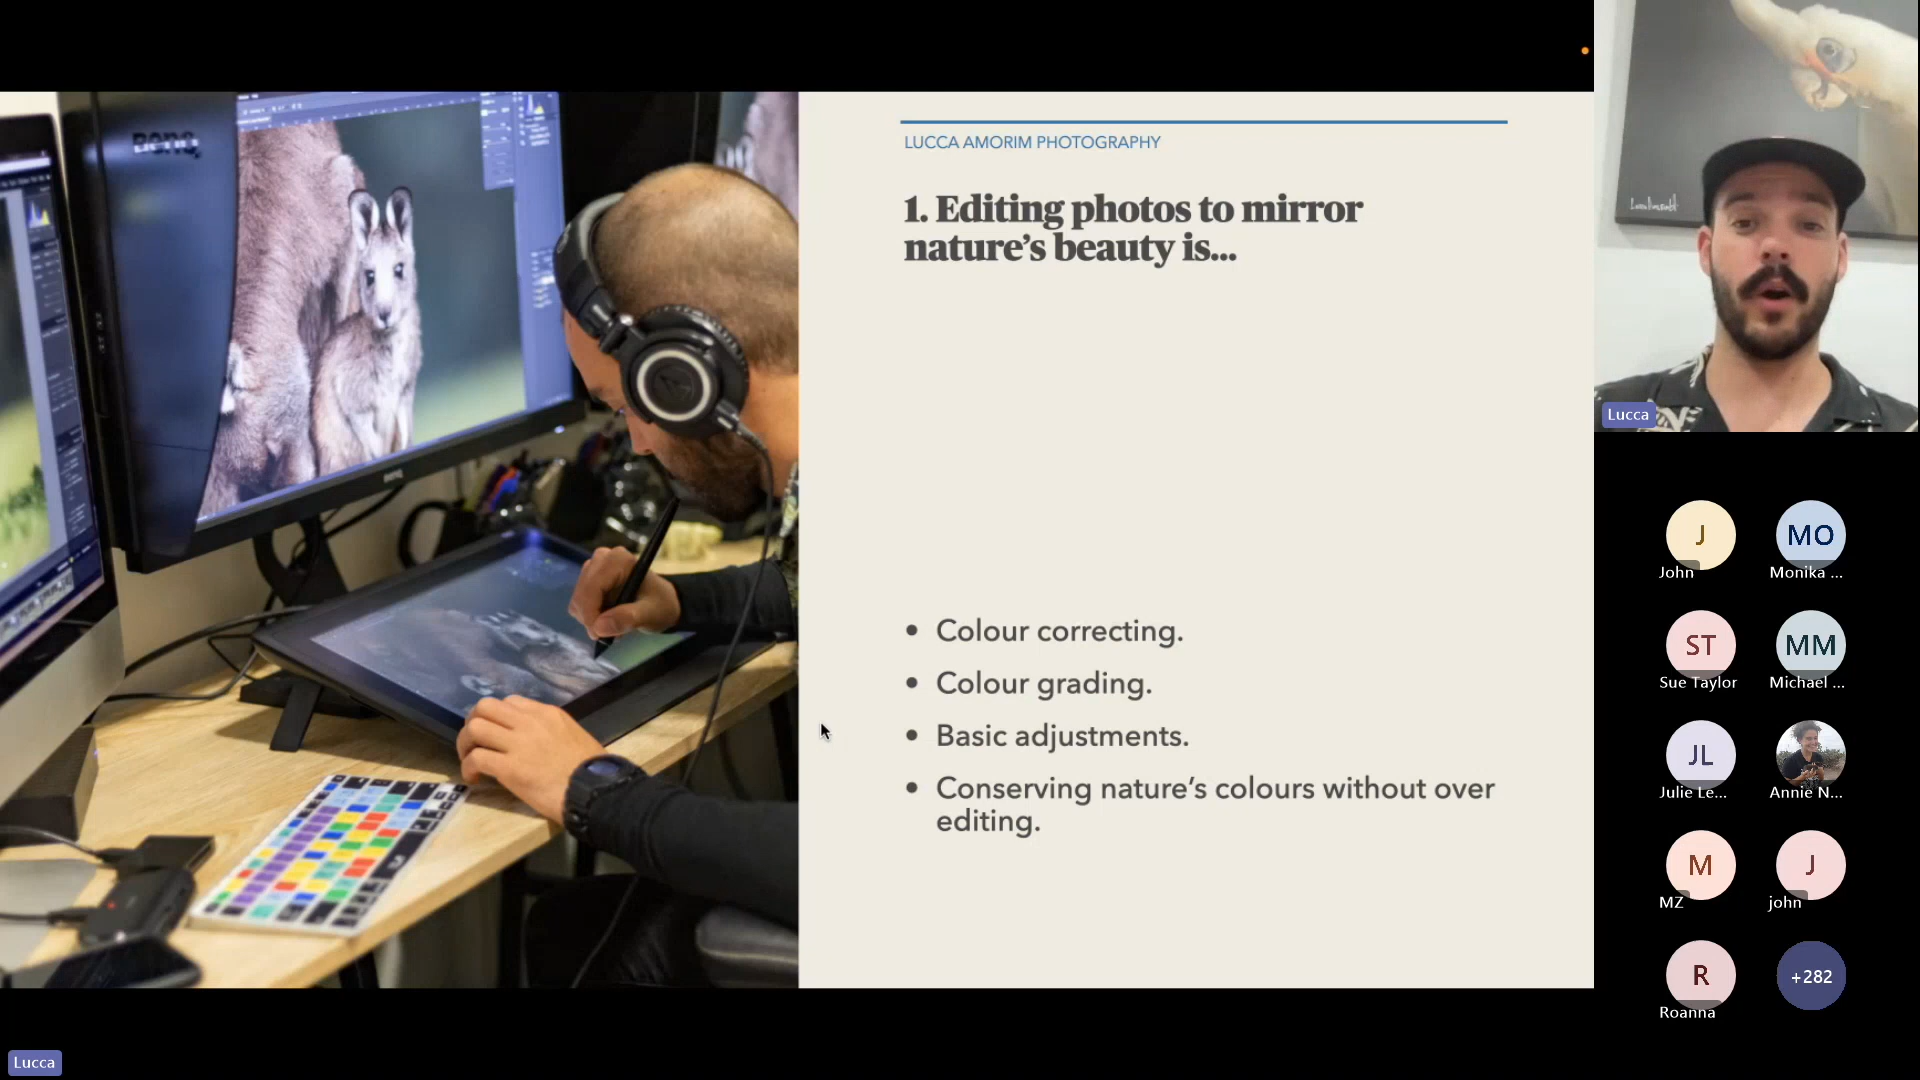 BENQ
LUCCA AMORIM PHOTOGRAPHY
1. Editing photos to mirror
nature’s beauty is...
• Colour correcting.
• Colour grading.
• Basic adjustments.
• Conserving nature’s colours without over
editing.
Lucca
J
John
MO
Monika ...
ST
Sue Taylor
MM
Michael ...
JL
Julie Le...
Annie N...
M
MZ
J
john
R
Roanna
+282
Lucca